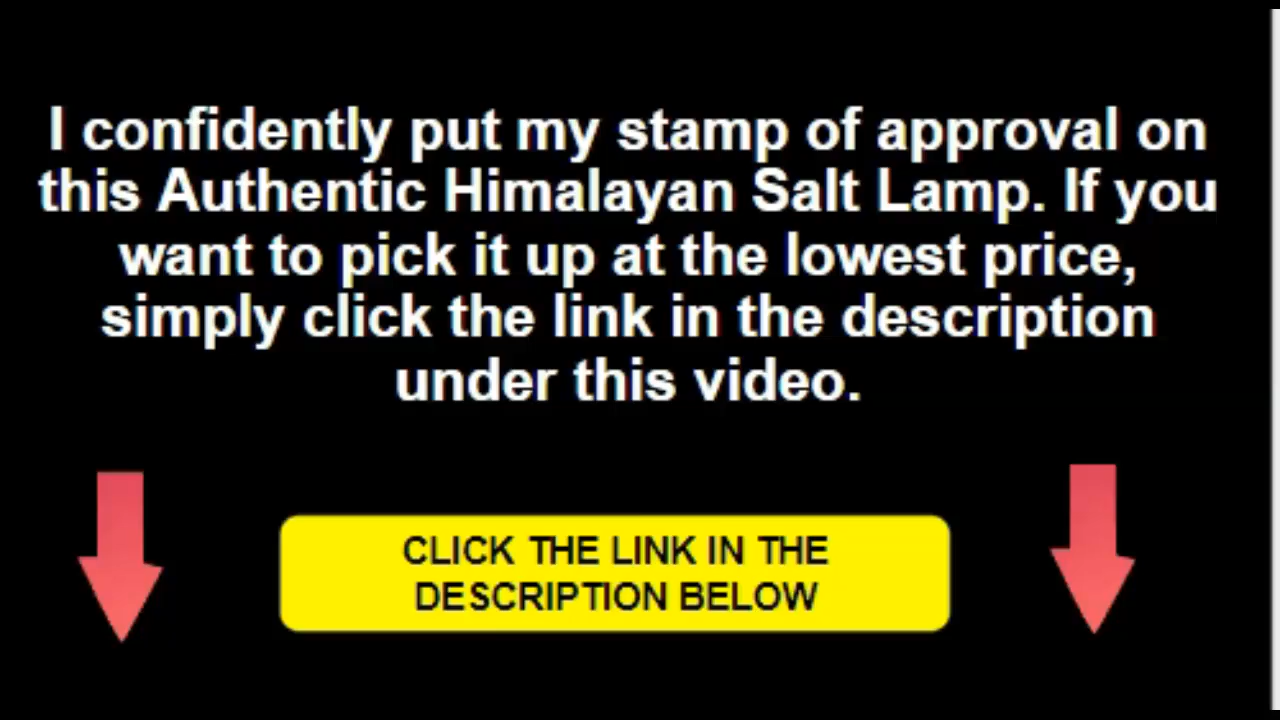 I confidently put my stamp of approval on
this Authentic Himalayan Salt Lamp. If you
want to pick it up at the lowest price,
simply click the link in the description
under this video.
CLICK THE LINK IN THE
DESCRIPTION BELOW